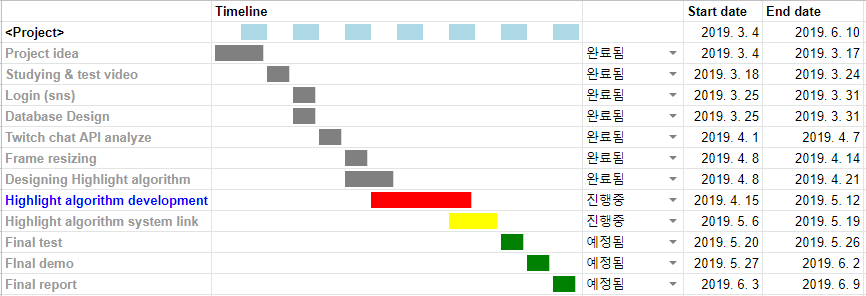 Timeline Start date End date
<Project> 2019. 3. 4 2019. 6. 10
Project idea 완료됨 2019. 3. 4 2019. 3. 17
Studying & test video 완료됨 2019. 3. 18 2019. 3. 24
Login (sns) 완료됨 2019. 3. 25 2019. 3. 31
Database Design 완료됨 2019. 3. 25 2019. 3. 31
Twitch chat API analyze 완료됨 2019. 4. 1 2019. 4. 7
Frame resizing 완료됨 2019. 4. 8 2019. 4. 14
Designing Highlight algorithm 완료됨 2019. 4. 8 2019. 4. 21
Highlight algorithm development 진행중 2019. 4. 15 2019. 5. 12
Highlight algorithm system link 진행중 2019. 5. 6 2019. 5. 19
Final test 예정됨 2019. 5. 20 2019. 5. 26
FInal demo 예정됨 2019. 5. 27 2019. 6. 2
Final report 예정됨 2019. 6. 3 2019. 6. 9